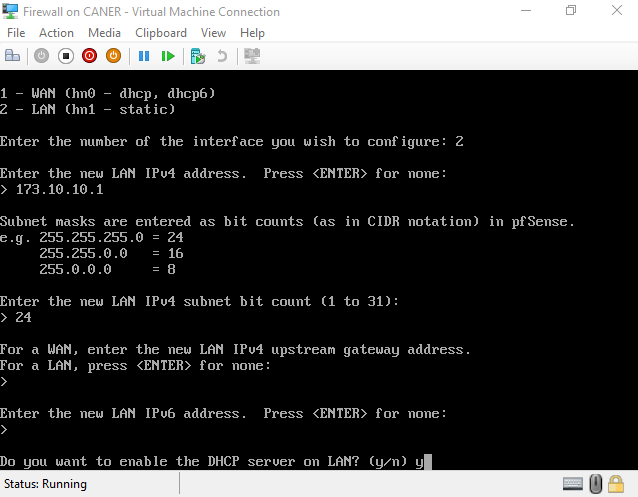 Firewall on CANER - Virtual Machine Connection
File Action Media Clipboard View Help
1 - WAN (hn0 - dhcp, dhcp6)
2 - LAN (hn1 - static)
Enter the number of the interface you wish to configure: 2
Enter the new LAN IPv4 address.  Press <ENTER> for none:
> 173.10.10.1
Subnet masks are entered as bit counts (as in CIDR notation) in pfSense.
e.g. 255.255.255.0 = 24
     255.255.0.0   = 16
     255.0.0.0     = 8
Enter the new LAN IPv4 subnet bit count (1 to 31):
> 24
For a WAN, enter the new LAN IPv4 upstream gateway address.
For a LAN, press <ENTER> for none:
>
Enter the new LAN IPv6 address.  Press <ENTER> for none:
>
Do you want to enable the DHCP server on LAN? (y/n) y
Status: Running